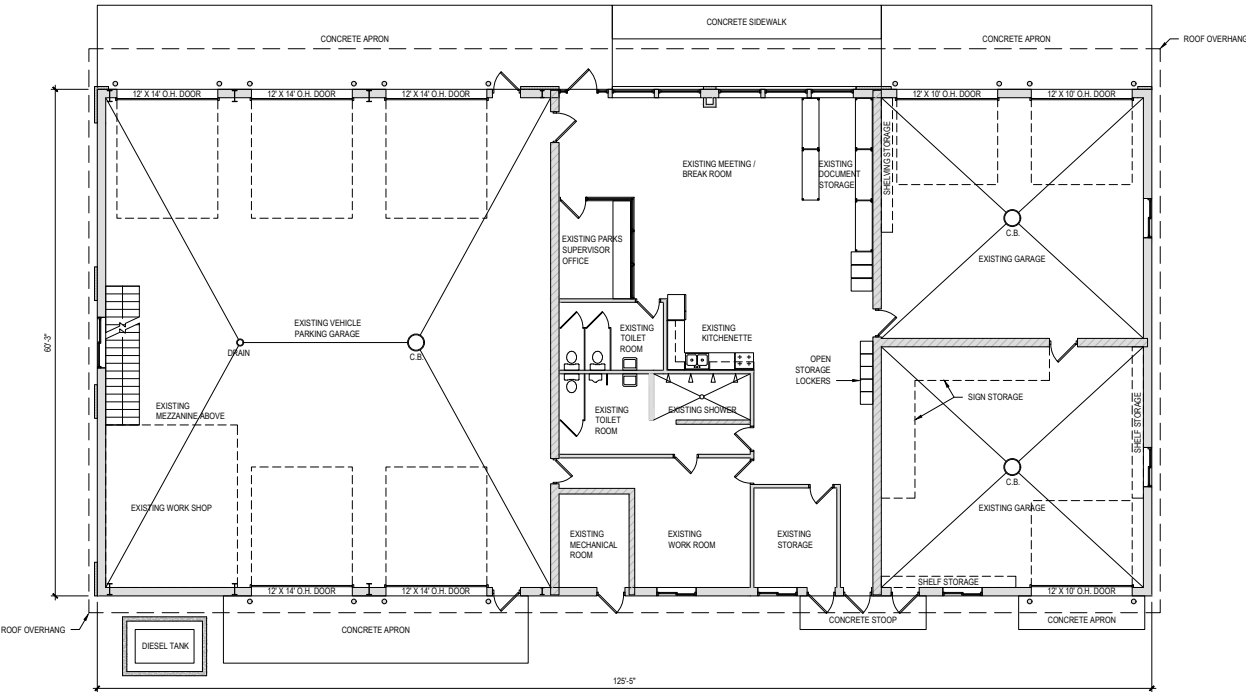 CONCRETE SIDEWALK
CONCRETE APRON
CONCRETE APRON
ROOF OVERHANG
12' X 14' O.H. DOOR
12' X 14' O.H. DOOR
12' X 14' O.H. DOOR
12' X 10' O.H. DOOR
12' X 10' O.H. DOOR
EXISTING MEETING /
BREAK ROOM
EXISTING
DOCUMENT
STORAGE
SHELVING STORAGE
C.B.
EXISTING GARAGE
EXISTING PARKS
SUPERVISOR
OFFICE
60'-3"
EXISTING VEHICLE
PARKING GARAGE
DRAIN
C.B.
EXISTING
TOILET
ROOM
EXISTING
KITCHENETTE
OPEN
STORAGE
LOCKERS
SIGN STORAGE
SHELF STORAGE
EXISTING
MEZZANINE ABOVE
EXISTING
TOILET
ROOM
EXISTING SHOWER
C.B.
EXISTING GARAGE
EXISTING WORK SHOP
EXISTING
MECHANICAL
ROOM
EXISTING
WORK ROOM
EXISTING
STORAGE
SHELF STORAGE
12' X 14' O.H. DOOR
12' X 14' O.H. DOOR
12' X 10' O.H. DOOR
ROOF OVERHANG
DIESEL TANK
CONCRETE APRON
CONCRETE STOOP
CONCRETE APRON
125'-5"